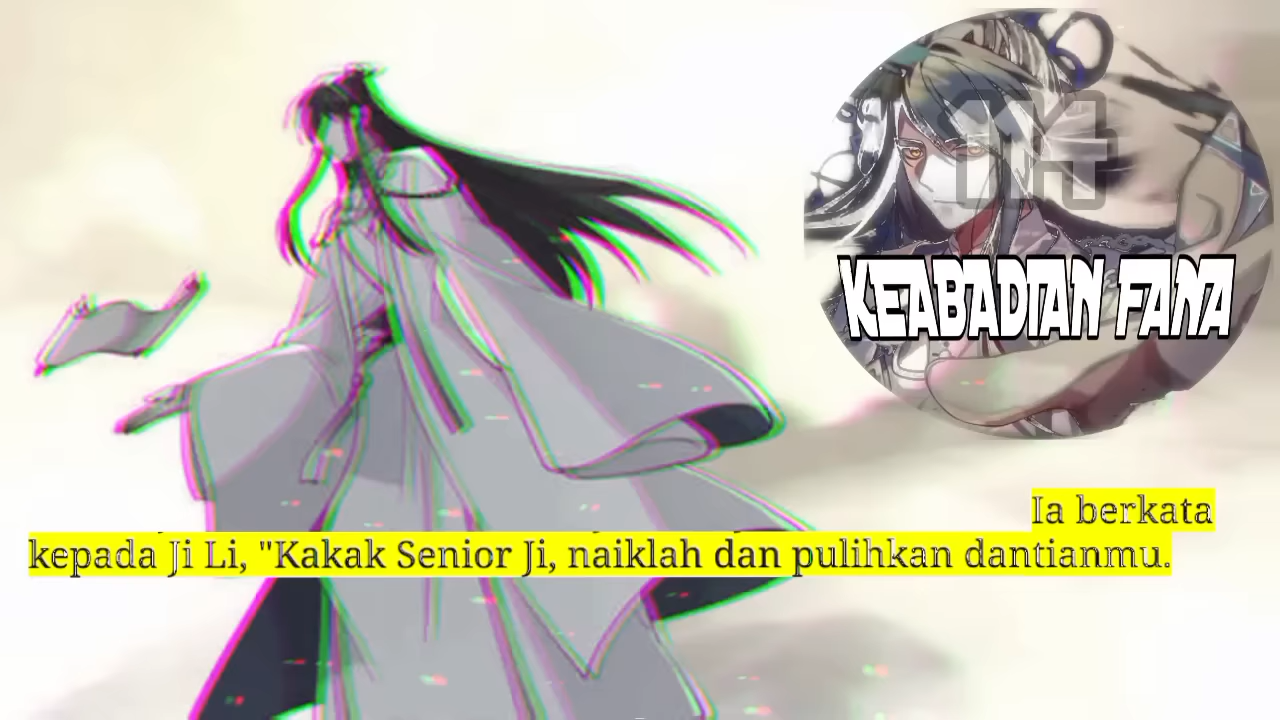 KEABADIAN FANA
Ia berkata
kepada Ji Li, "Kakak Senior Ji, naiklah dan pulihkan dantianmu.